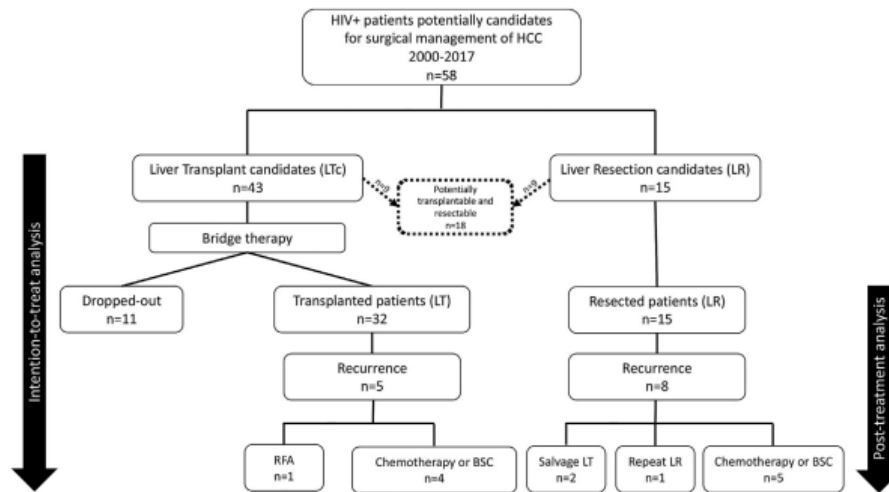 HIV+ patients potentially candidates
for surgical management of HCC
2000-2017
n=58
Liver Transplant candidates (LTc)
n=43
n=9
Potentially
transplantable and
resectable
n=18
n=9
Liver Resection candidates (LR)
n=15
Bridge therapy
Dropped-out
n=11
Transplanted patients (LT)
n=32
Resected patients (LR)
n=15
Recurrence
n=5
Recurrence
n=8
RFA
n=1
Chemotherapy or BSC
n=4
Salvage LT
n=2
Repeat LR
n=1
Chemotherapy or BSC
n=5
Intention-to-treat analysis
Post-treatment analysis